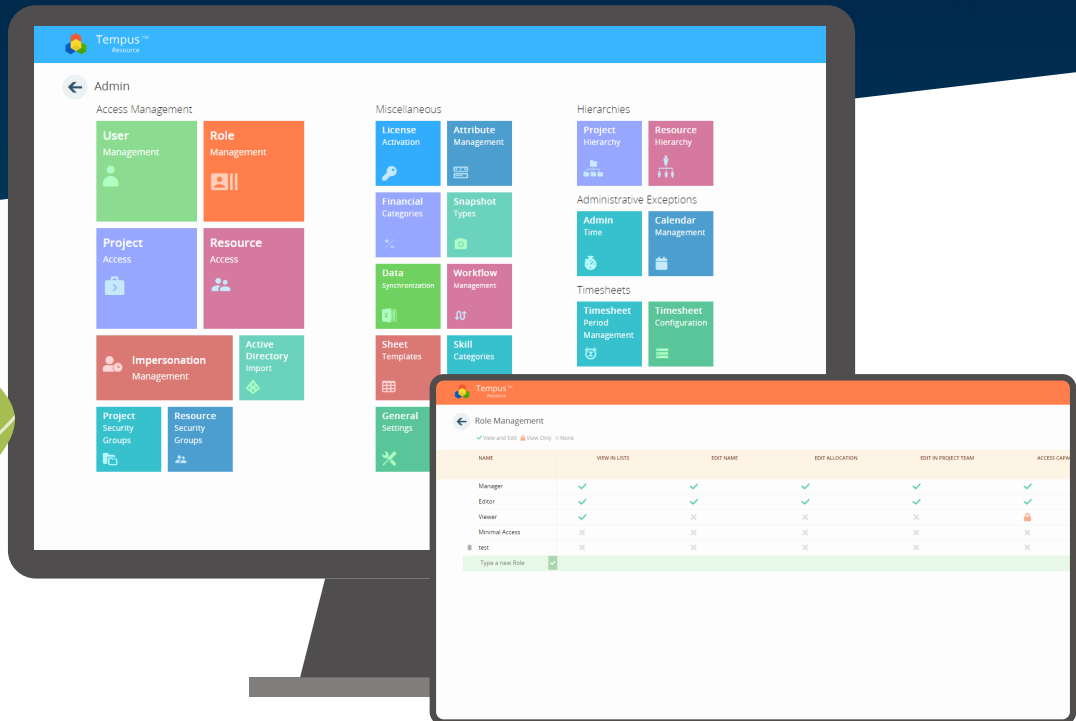 Tempus™
Resource
Admin
Access Management
User
Management
Role
Management
Project
Access
Resource
Access
Impersonation
Management
Active
Directory
Import
Project
Security
Groups
Resource
Security
Groups
Miscellaneous
License
Activation
Attribute
Management
Financial
Categories
Snapshot
Types
Data
Synchronization
Workflow
Management
Sheet
Templates
Skill
Categories
General
Settings
Hierarchies
Project
Hierarchy
Resource
Hierarchy
Administrative Exceptions
Admin
Time
Calendar
Management
Timesheets
Timesheet
Period
Management
Timesheet
Configuration
Tempus™
Resource
Role Management
View and Edit View Only None
NAME VIEW IN LISTS EDIT NAME EDIT ALLOCATION EDIT IN PROJECT TEAM ACCESS CAPA
Manager
Editor
Viewer
Minimal Access
test
Type a new Role